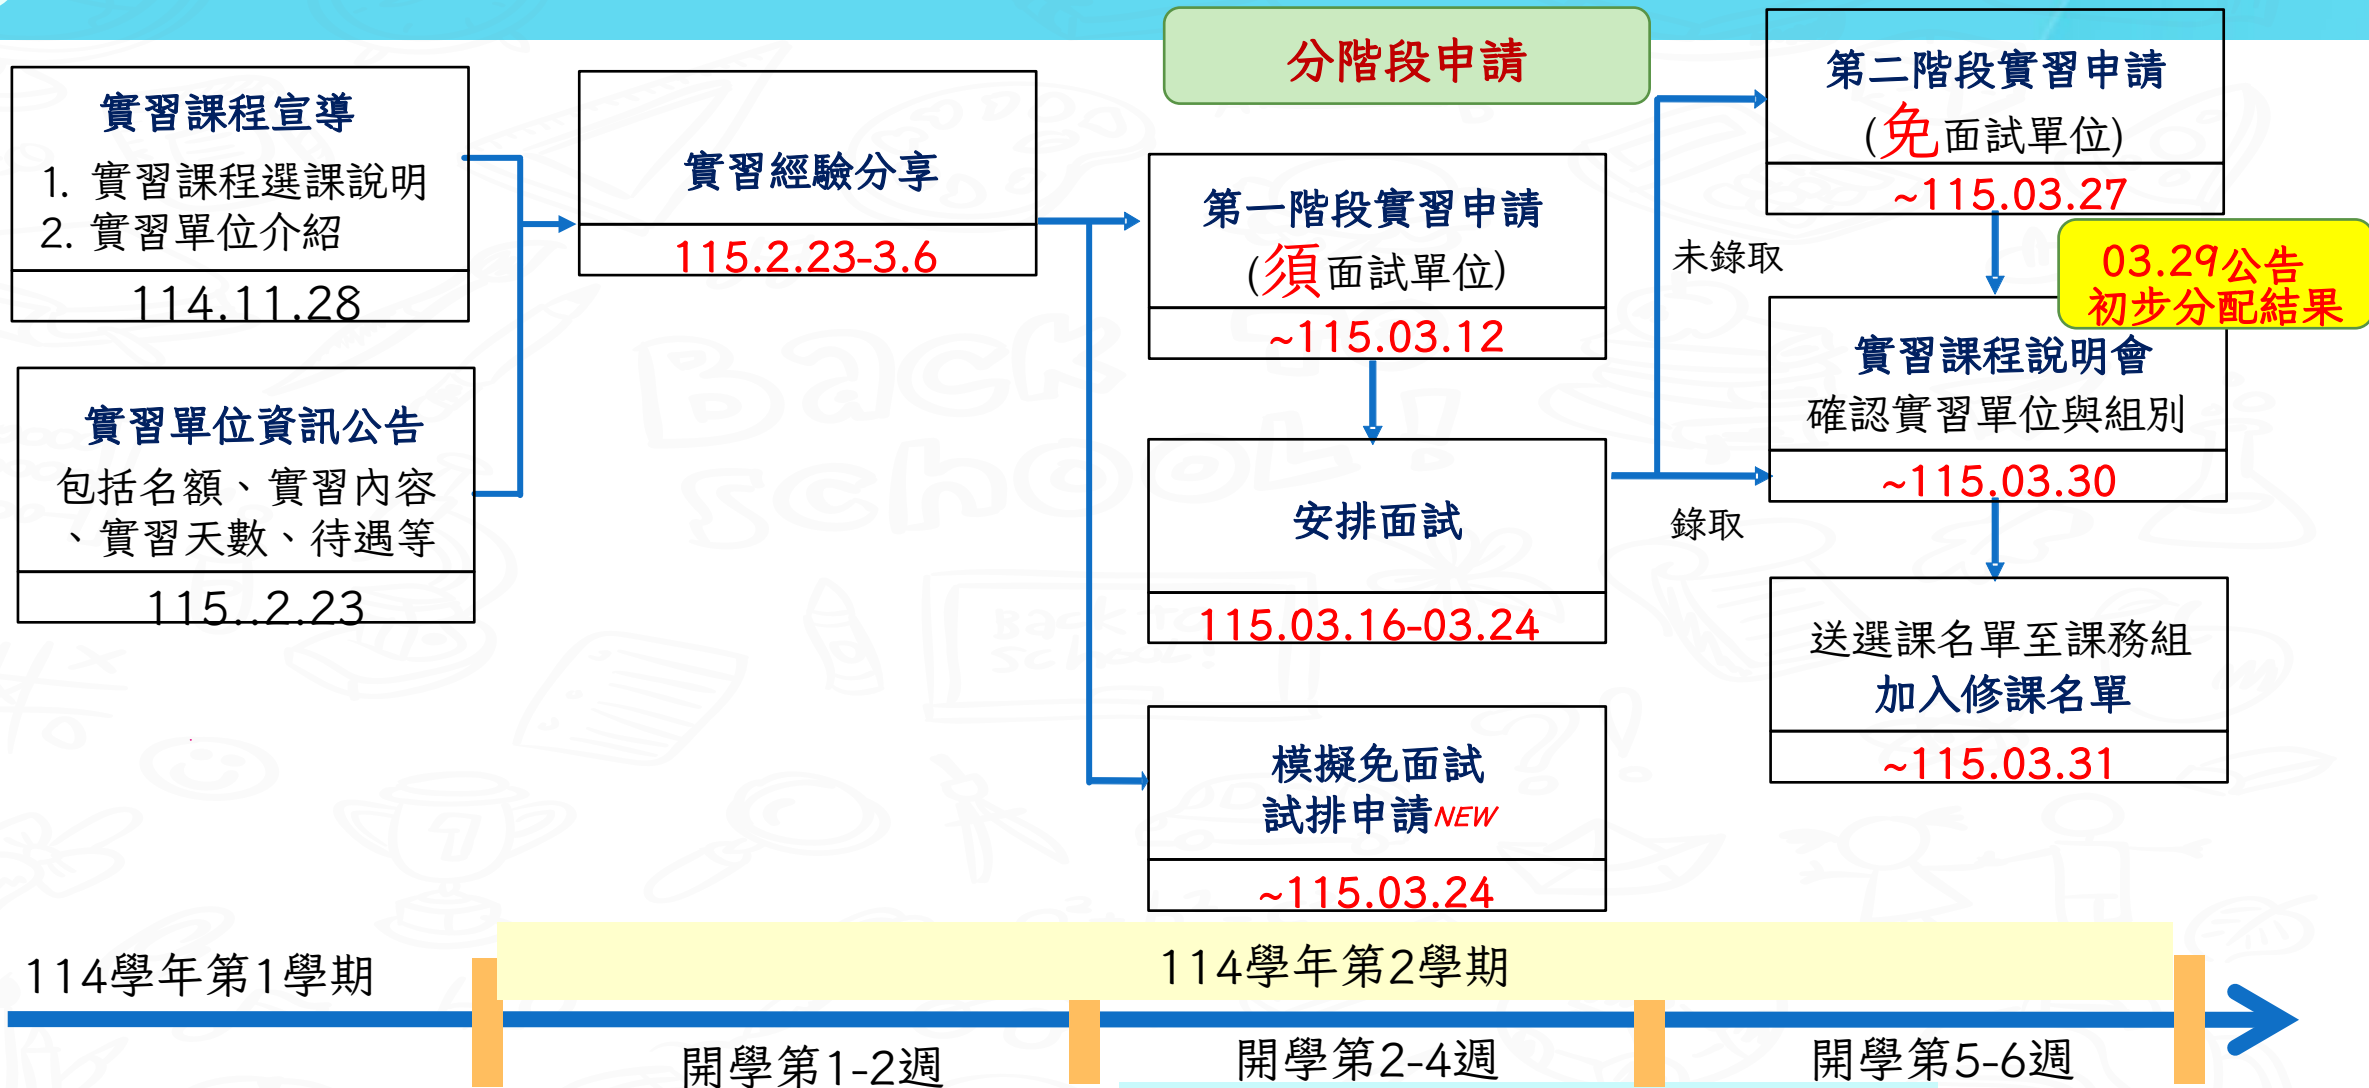 分階段申請
實習課程宣導
1. 實習課程選課說明
2. 實習單位介紹
114.11.28
實習單位資訊公告
包括名額、實習內容
、實習天數、待遇等
115..2.23
實習經驗分享
115.2.23-3.6
第一階段實習申請
(須面試單位)
~115.03.12
安排面試
115.03.16-03.24
模擬免面試
試排申請NEW
~115.03.24
未錄取
錄取
第二階段實習申請
(免面試單位)
~115.03.27
03.29公告
初步分配結果
實習課程說明會
確認實習單位與組別
~115.03.30
送選課名單至課務組
加入修課名單
~115.03.31
Back To
School!
Back to
School!
114學年第1學期
114學年第2學期
開學第1-2週
開學第2-4週
開學第5-6週